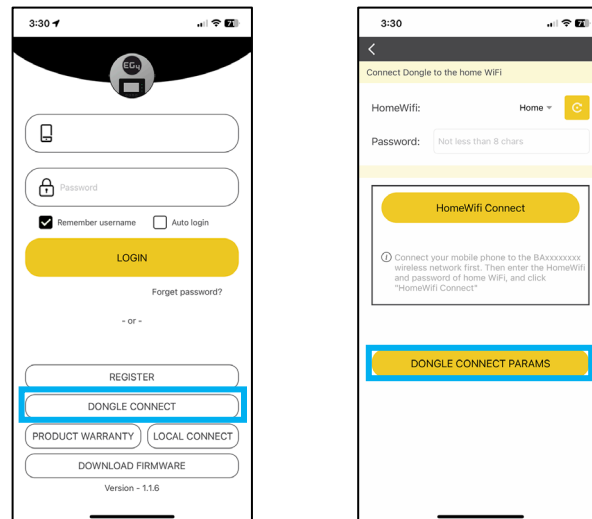 3:30
71
EG4
Password
Remember username
Auto login
LOGIN
Forget password?
- or -
REGISTER
DONGLE CONNECT
PRODUCT WARRANTY
LOCAL CONNECT
DOWNLOAD FIRMWARE
Version - 1.1.6
3:30
71
Connect Dongle to the home WiFi
HomeWifi:
Home
Password:
Not less than 8 chars
HomeWifi Connect
Connect your mobile phone to the BAxxxxxxxx
wireless network first. Then enter the HomeWifi
and password of home WiFi, and click
"HomeWifi Connect"
DONGLE CONNECT PARAMS